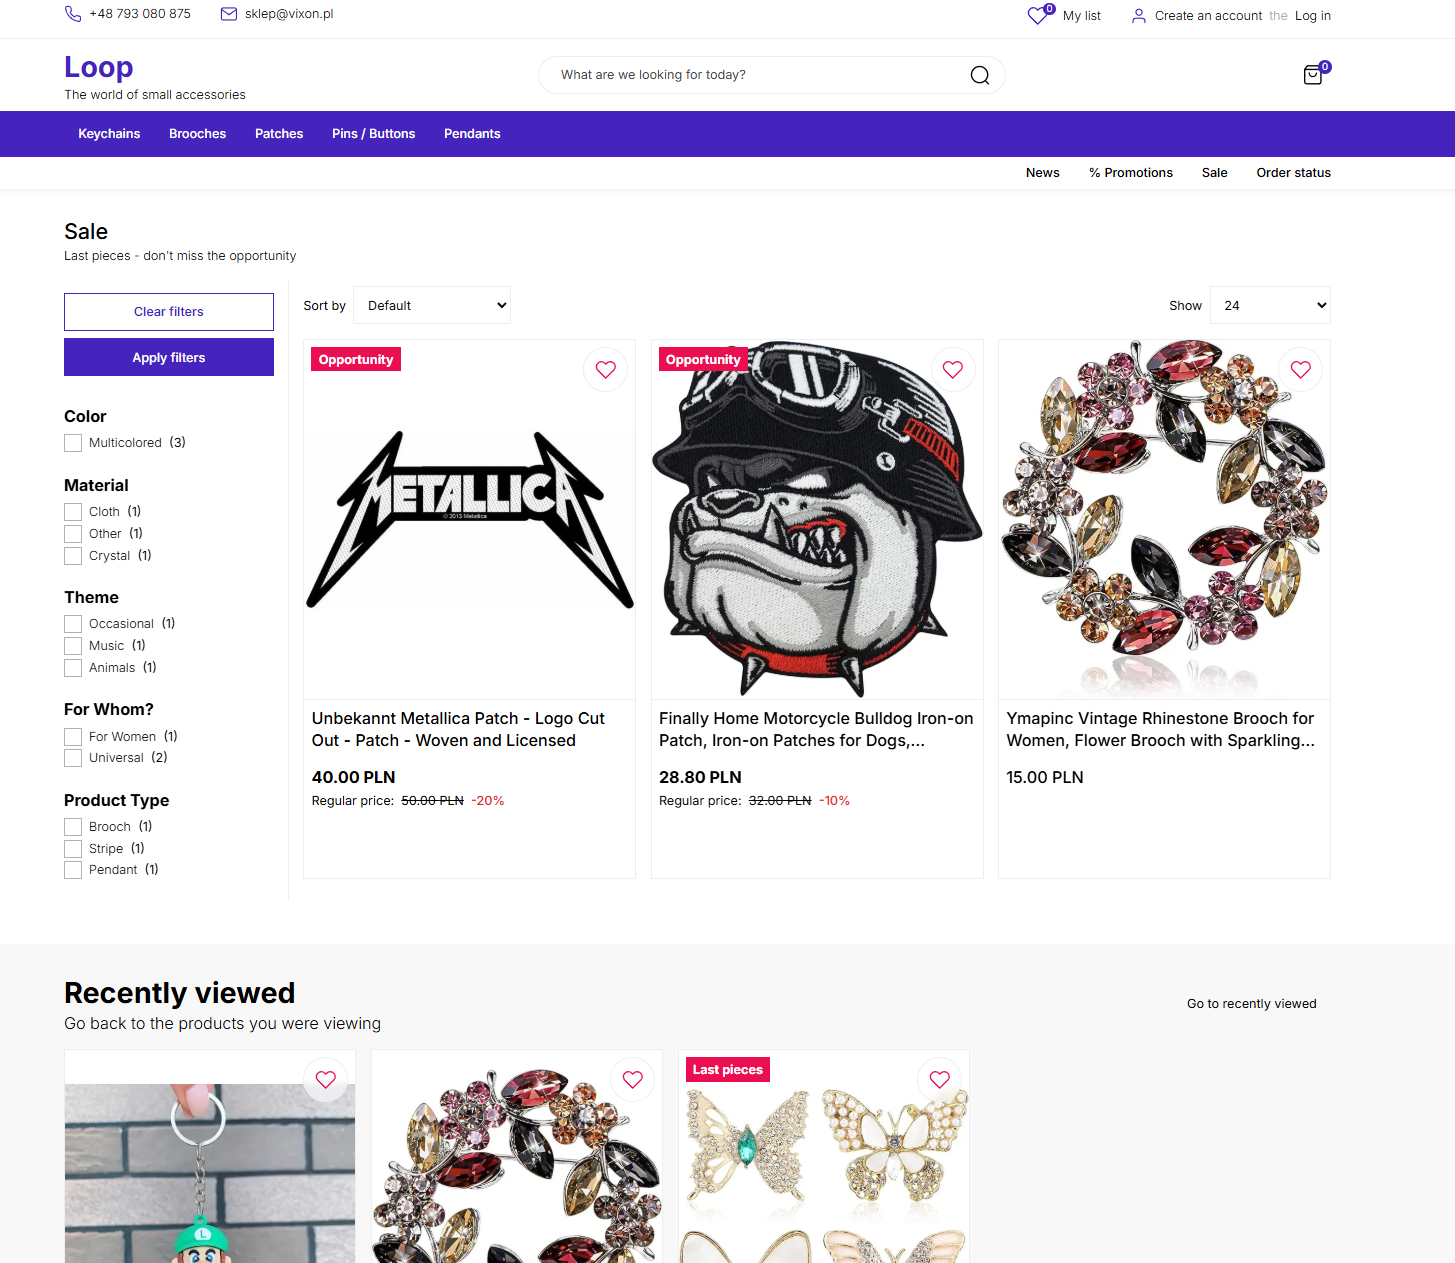 +48 793 080 875
sklep@vixon.pl
0
My list
Create an account the Log in
Loop
The world of small accessories
What are we looking for today?
0
Keychains
Brooches
Patches
Pins / Buttons
Pendants
News
% Promotions
Sale
Order status
Sale
Last pieces - don't miss the opportunity
Clear filters
Apply filters
Color
Multicolored (3)
Material
Cloth (1)
Other (1)
Crystal (1)
Theme
Occasional (1)
Music (1)
Animals (1)
For Whom?
For Women (1)
Universal (2)
Product Type
Brooch (1)
Stripe (1)
Pendant (1)
Sort by
Default
Show
24
Opportunity
METALLICA
© 2013 Metallica
Unbekannt Metallica Patch - Logo Cut
Out - Patch - Woven and Licensed
40.00 PLN
Regular price: 50.00 PLN -20%
Opportunity
Finally Home Motorcycle Bulldog Iron-on
Patch, Iron-on Patches for Dogs,...
28.80 PLN
Regular price: 32.00 PLN -10%
Ymapinc Vintage Rhinestone Brooch for
Women, Flower Brooch with Sparkling...
15.00 PLN
Recently viewed
Go back to the products you were viewing
Go to recently viewed
L
Last pieces